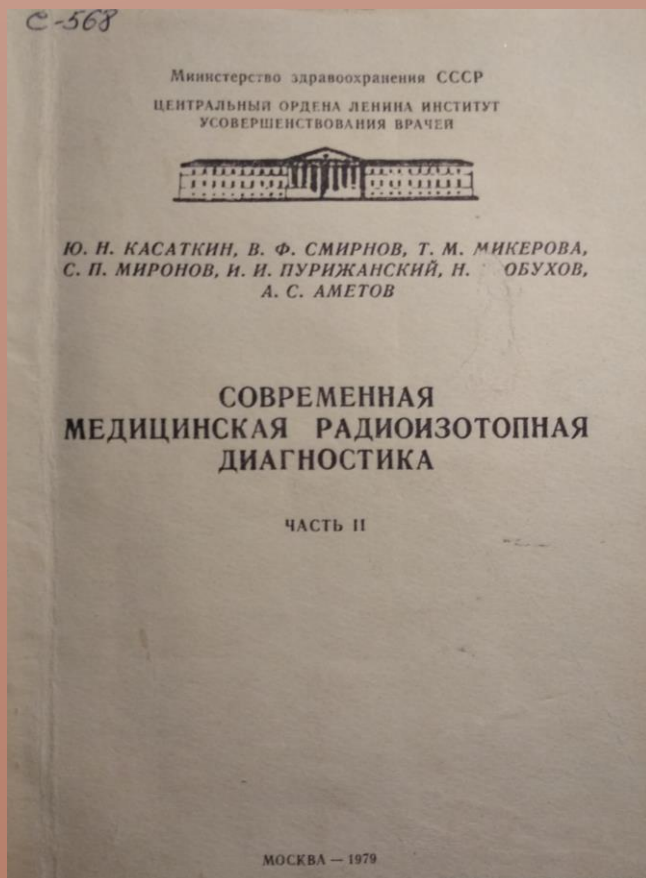 С-568
Министерство здравоохранения СССР
ЦЕНТРАЛЬНЫЙ ОРДЕНА ЛЕНИНА ИНСТИТУТ
УСОВЕРШЕНСТВОВАНИЯ ВРАЧЕЙ
Ю. Н. КАСАТКИН, В. Ф. СМИРНОВ, Т. М. МИКЕРОВА,
С. П. МИРОНОВ, И. И. ПУРИЖАНСКИЙ, Н. ОБУХОВ,
А. С. АМЕТОВ
СОВРЕМЕННАЯ
МЕДИЦИНСКАЯ РАДИОИЗОТОПНАЯ
ДИАГНОСТИКА
ЧАСТЬ II
МОСКВА — 1979